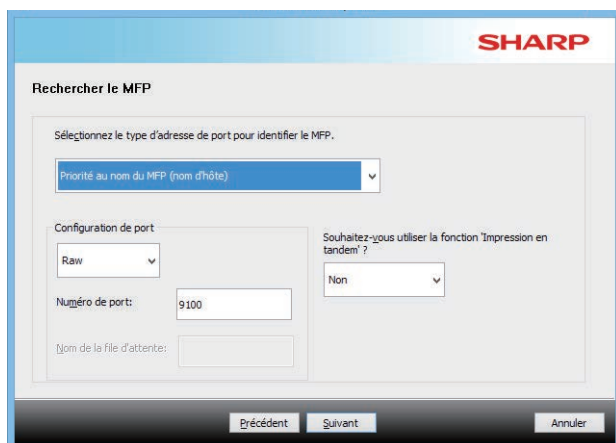 SHARP
Rechercher le MFP
Sélectionnez le type d'adresse de port pour identifier le MFP.
Priorité au nom du MFP (nom d'hôte)
Configuration de port
Raw
Numéro de port:
9100
Nom de la file d'attente:
Souhaitez-vous utiliser la fonction 'Impression en
tandem' ?
Non
Précédent
Suivant
Annuler